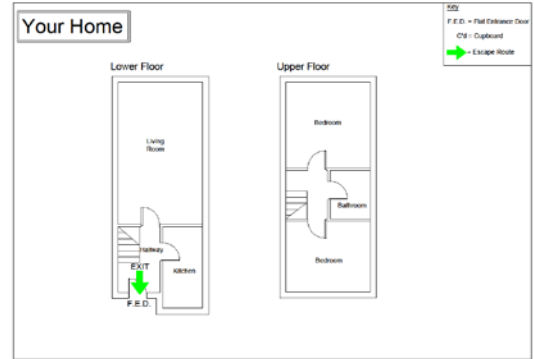 Your Home
Key
F.E.D. = Flat Entrance Door
C'd = Cupboard
= Escape Route
Lower Floor
Upper Floor
Living
Room
Hallway
Kitchen
EXIT
F.E.D.
Bedroom
Bathroom
Bedroom